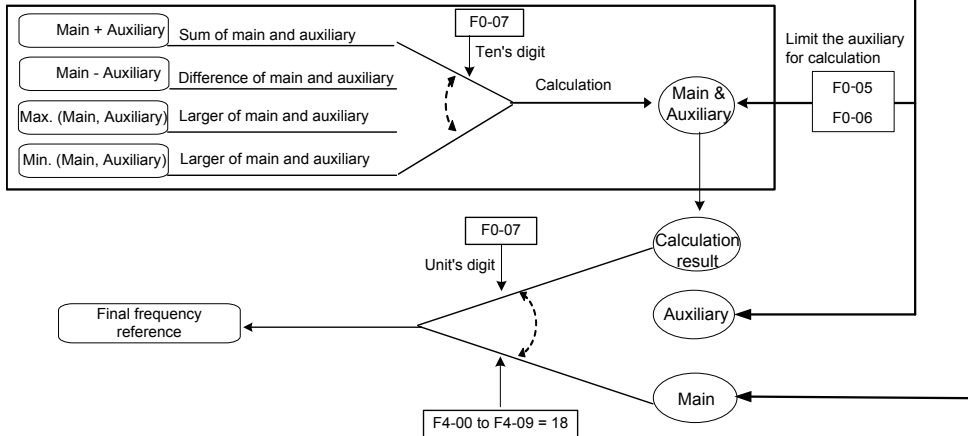 Main + Auxiliary
Sum of main and auxiliary
Main - Auxiliary
Difference of main and auxiliary
Max. (Main, Auxiliary)
Larger of main and auxiliary
Min. (Main, Auxiliary)
Larger of main and auxiliary
F0-07
Ten's digit
Calculation
Main &
Auxiliary
Limit the auxiliary
for calculation
F0-05
F0-06
F0-07
Unit's digit
Calculation
result
Auxiliary
Main
Final frequency
reference
F4-00 to F4-09 = 18